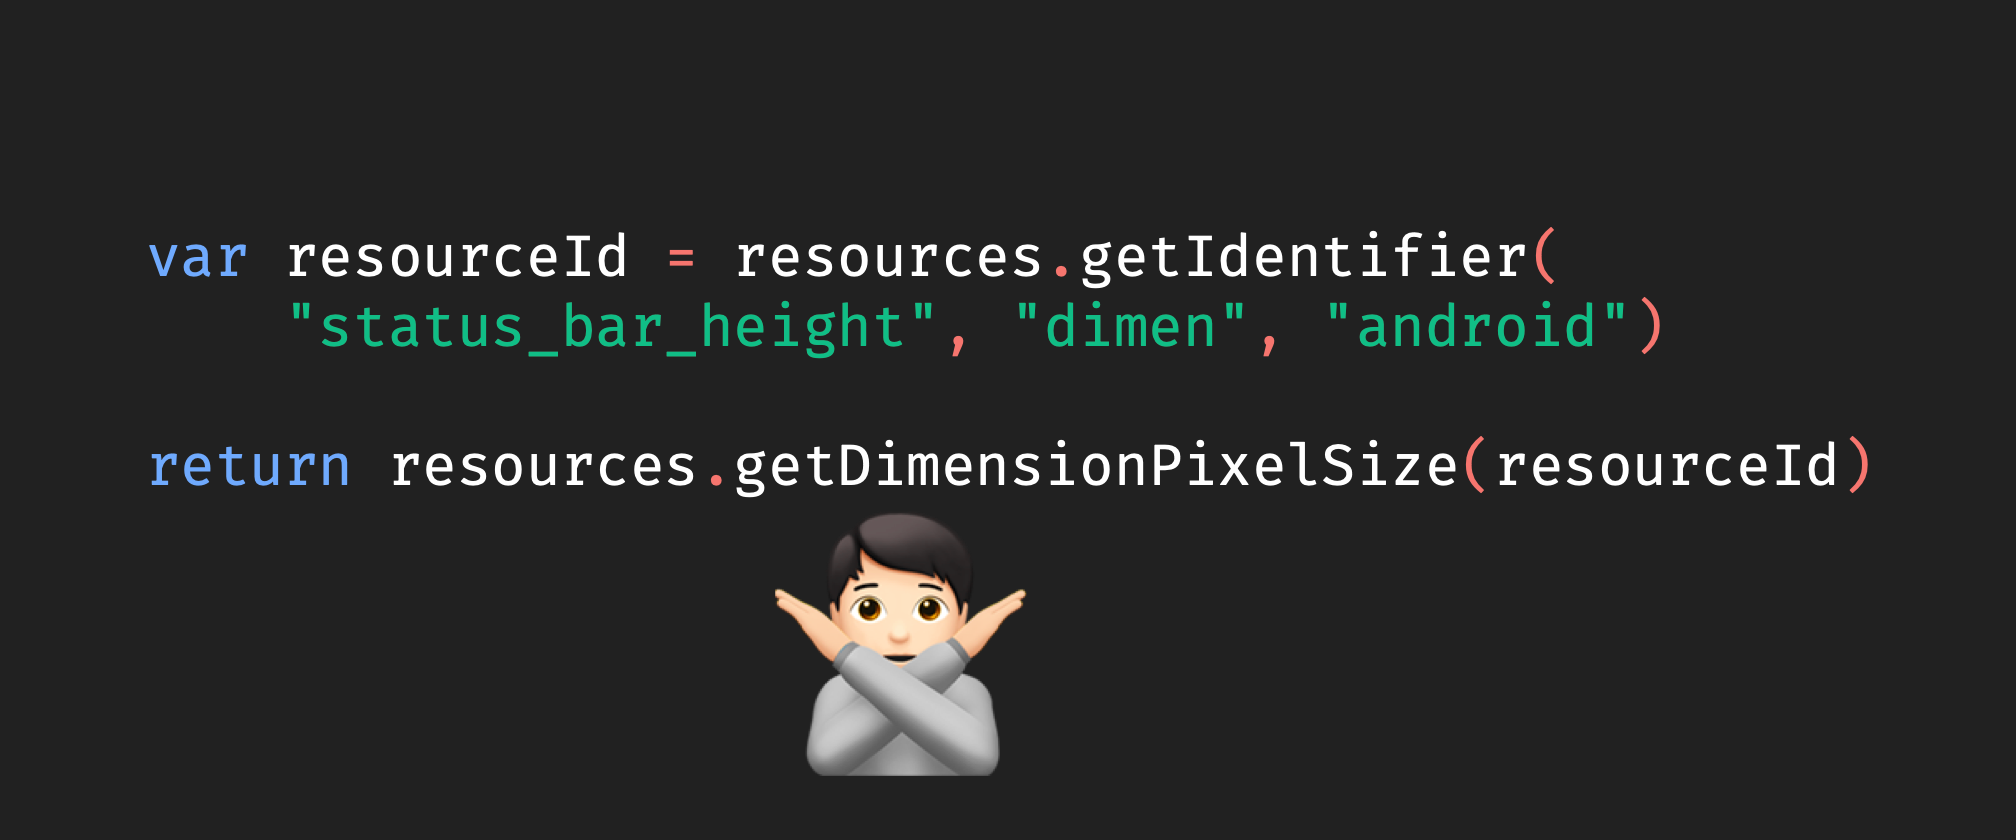 var resourceId = resources.getIdentifier(
    "status_bar_height", "dimen", "android")
return resources.getDimensionPixelSize(resourceId)